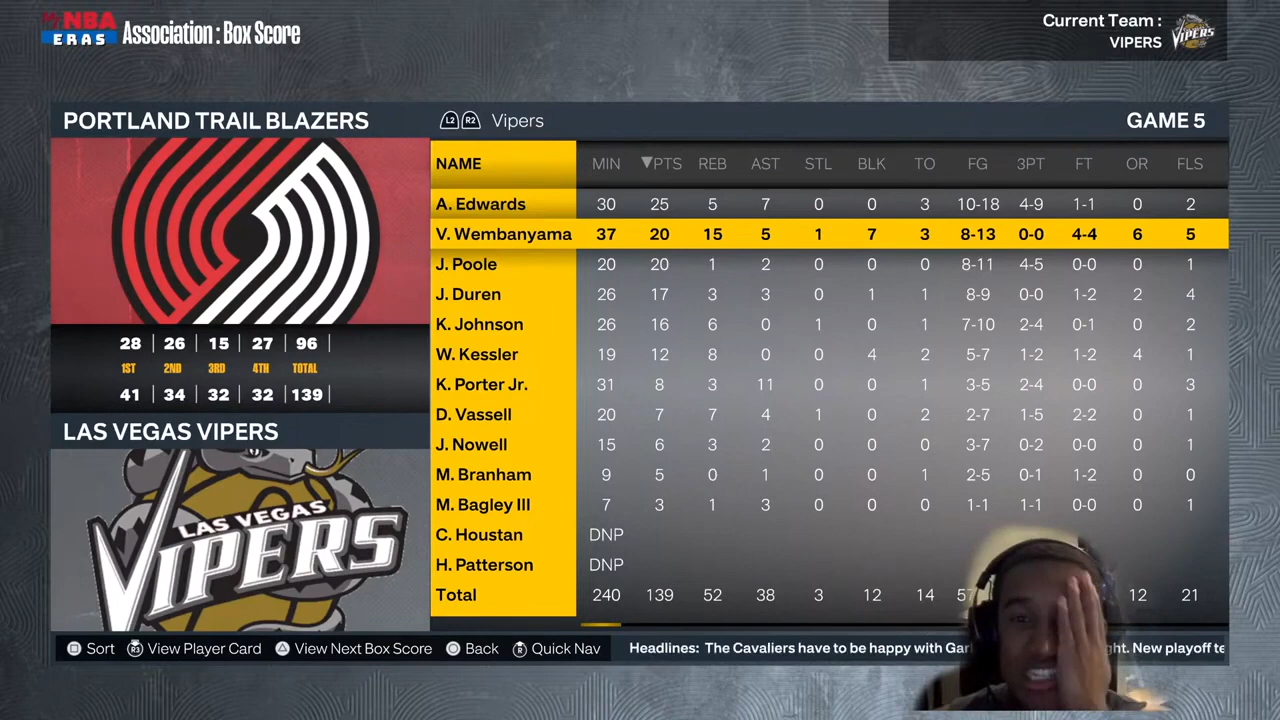 My NBA ERAS Association : Box Score
Current Team :
VIPERS
VIPERS
PORTLAND TRAIL BLAZERS
28 26 15 27 96
1ST 2ND 3RD 4TH TOTAL
41 34 32 32 139
LAS VEGAS VIPERS
LAS VEGAS
VIPERS
L2 R2 Vipers GAME 5
NAME MIN ▼PTS REB AST STL BLK TO FG 3PT FT OR FLS
A. Edwards 30 25 5 7 0 0 3 10-18 4-9 1-1 0 2
V. Wembanyama 37 20 15 5 1 7 3 8-13 0-0 4-4 6 5
J. Poole 20 20 1 2 0 0 0 8-11 4-5 0-0 0 1
J. Duren 26 17 3 3 0 1 1 8-9 0-0 1-2 2 4
K. Johnson 26 16 6 0 1 0 1 7-10 2-4 0-1 0 2
W. Kessler 19 12 8 0 0 4 2 5-7 1-2 1-2 4 1
K. Porter Jr. 31 8 3 11 0 0 1 3-5 2-4 0-0 0 3
D. Vassell 20 7 7 4 1 0 2 2-7 1-5 2-2 0 1
J. Nowell 15 6 3 2 0 0 0 3-7 0-2 0-0 0 1
M. Branham 9 5 0 1 0 0 1 2-5 0-1 1-2 0 0
M. Bagley III 7 3 1 3 0 0 0 1-1 1-1 0-0 0 1
C. Houstan DNP
H. Patterson DNP
Total 240 139 52 38 3 12 14 57 12 21
Sort R3 View Player Card View Next Box Score Back R Quick Nav
Headlines: The Cavaliers have to be happy with Gar ht. New playoff te